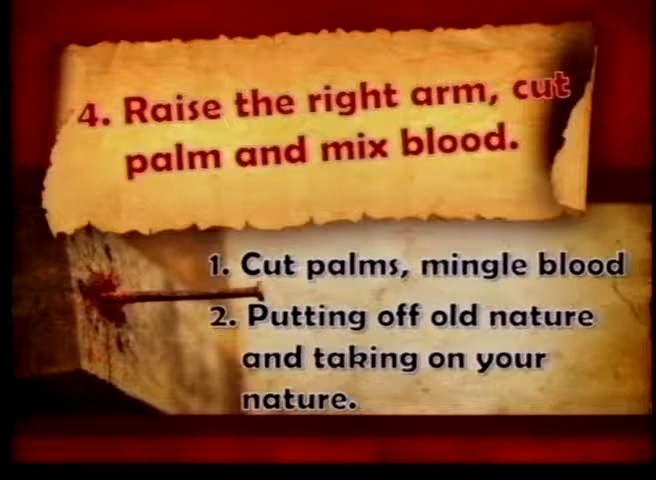 4. Raise the right arm, cut
palm and mix blood.
1. Cut palms, mingle blood
2. Putting off old nature
and taking on your
nature.